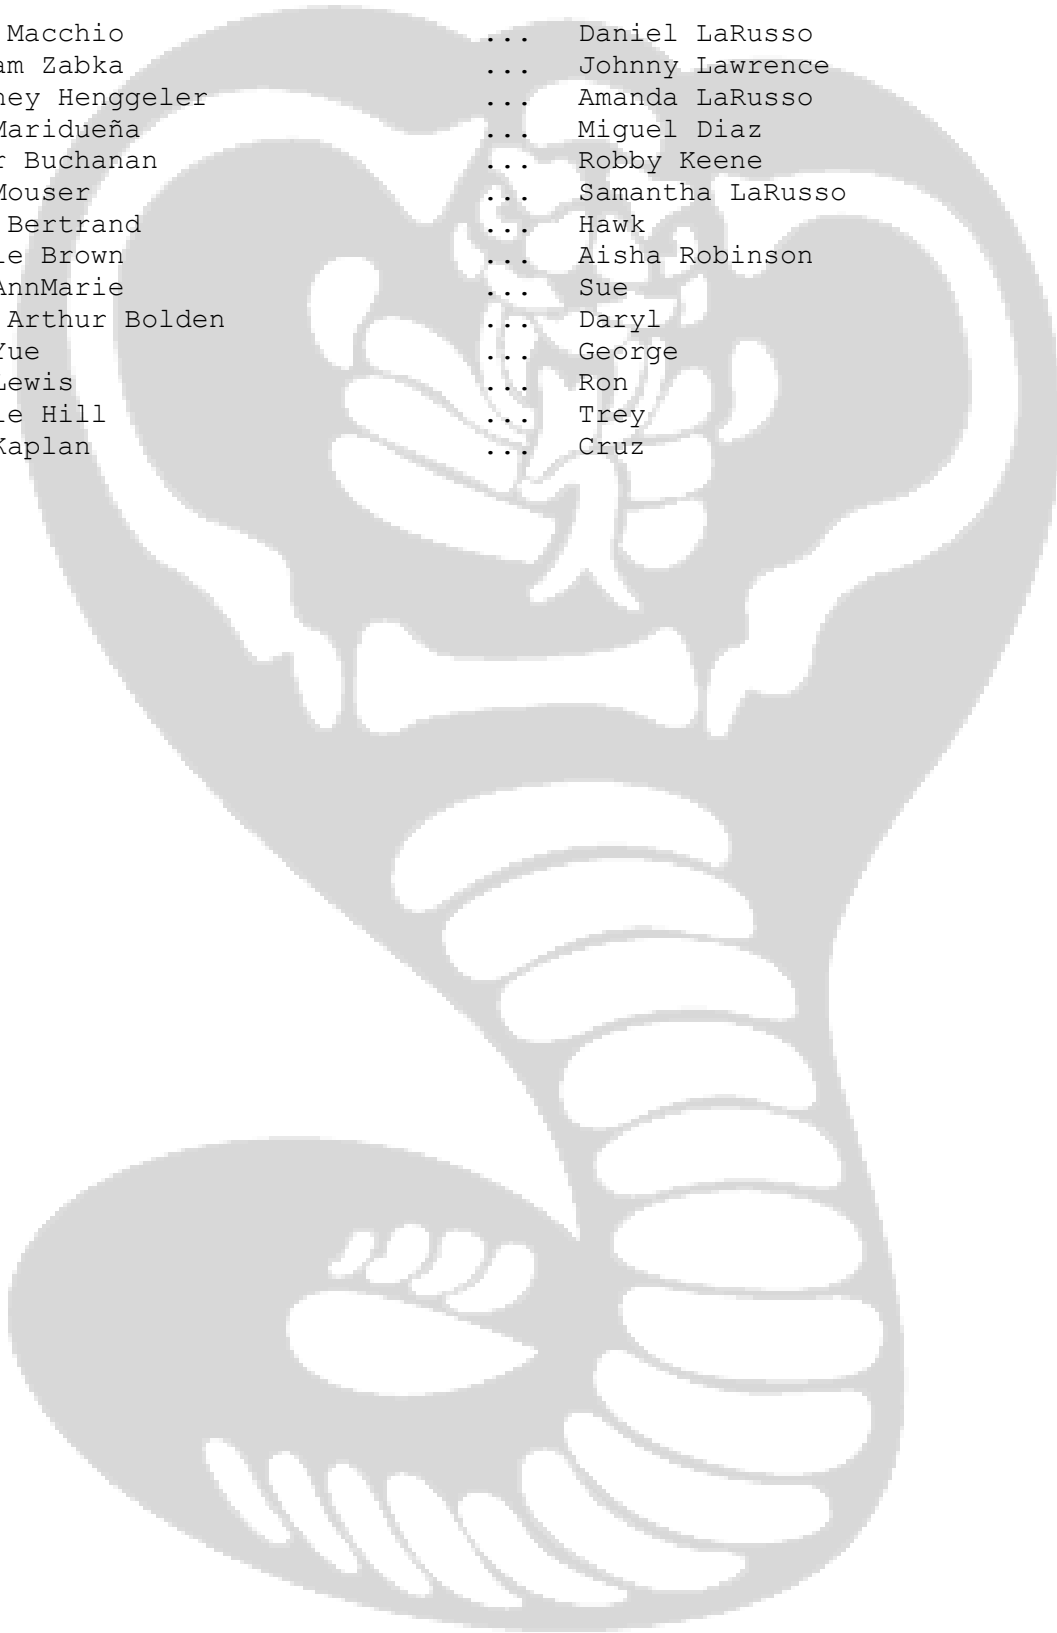 Macchio ... Daniel LaRusso
am Zabka ... Johnny Lawrence
ney Henggeler ... Amanda LaRusso
Maridueña ... Miguel Diaz
r Buchanan ... Robby Keene
Mouser ... Samantha LaRusso
Bertrand ... Hawk
le Brown ... Aisha Robinson
AnnMarie ... Sue
Arthur Bolden ... Daryl
Yue ... George
Lewis ... Ron
le Hill ... Trey
Kaplan ... Cruz